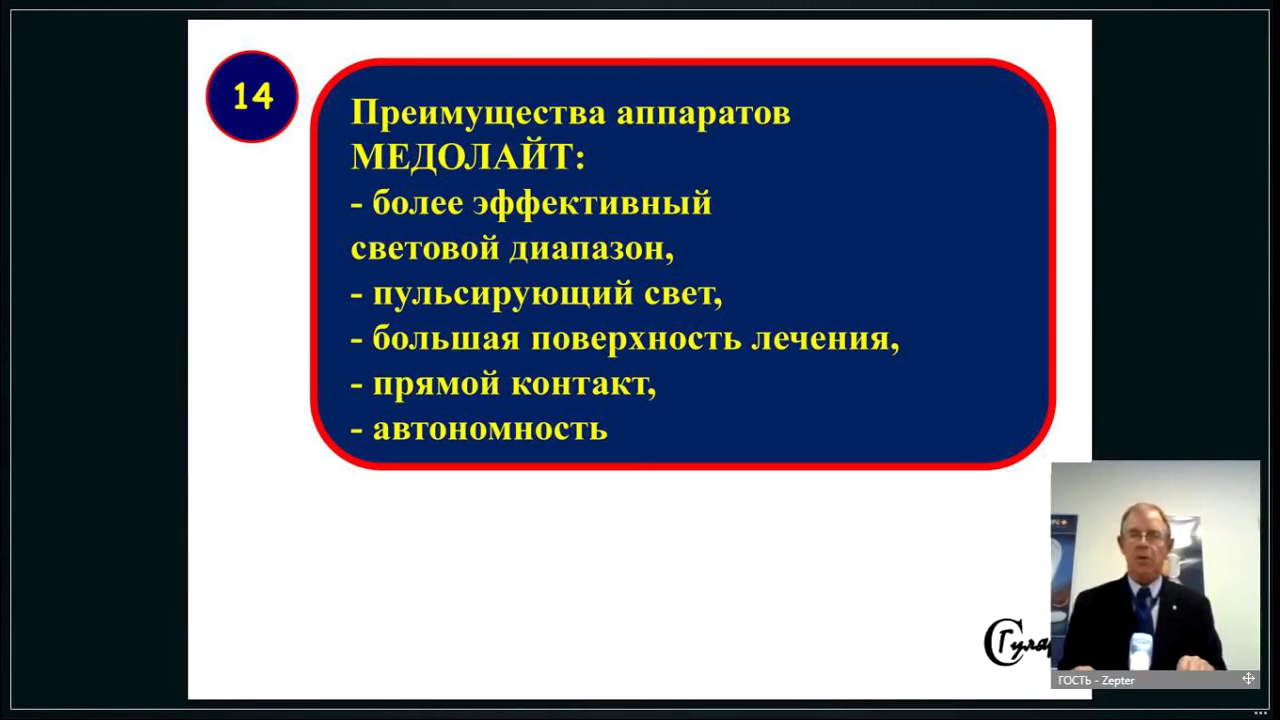 14
Преимущества аппаратов
МЕДОЛАЙТ:
- более эффективный
световой диапазон,
- пульсирующий свет,
- большая поверхность лечения,
- прямой контакт,
- автономность
ГОСТЬ - Zepter